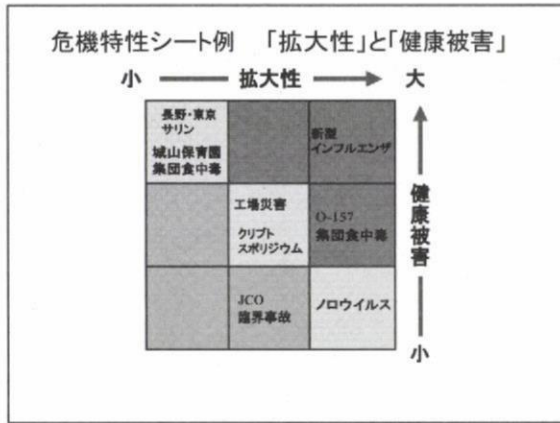 危機特性シート例 「拡大性」と「健康被害」
小 拡大性 大
長野・東京
サリン
城山保育園
集団食中毒
新型
インフルエンザ
工場災害
クリプト
スポリジウム
O-157
集団食中毒
JCO
臨界事故
ノロウイルス
健康被害
小